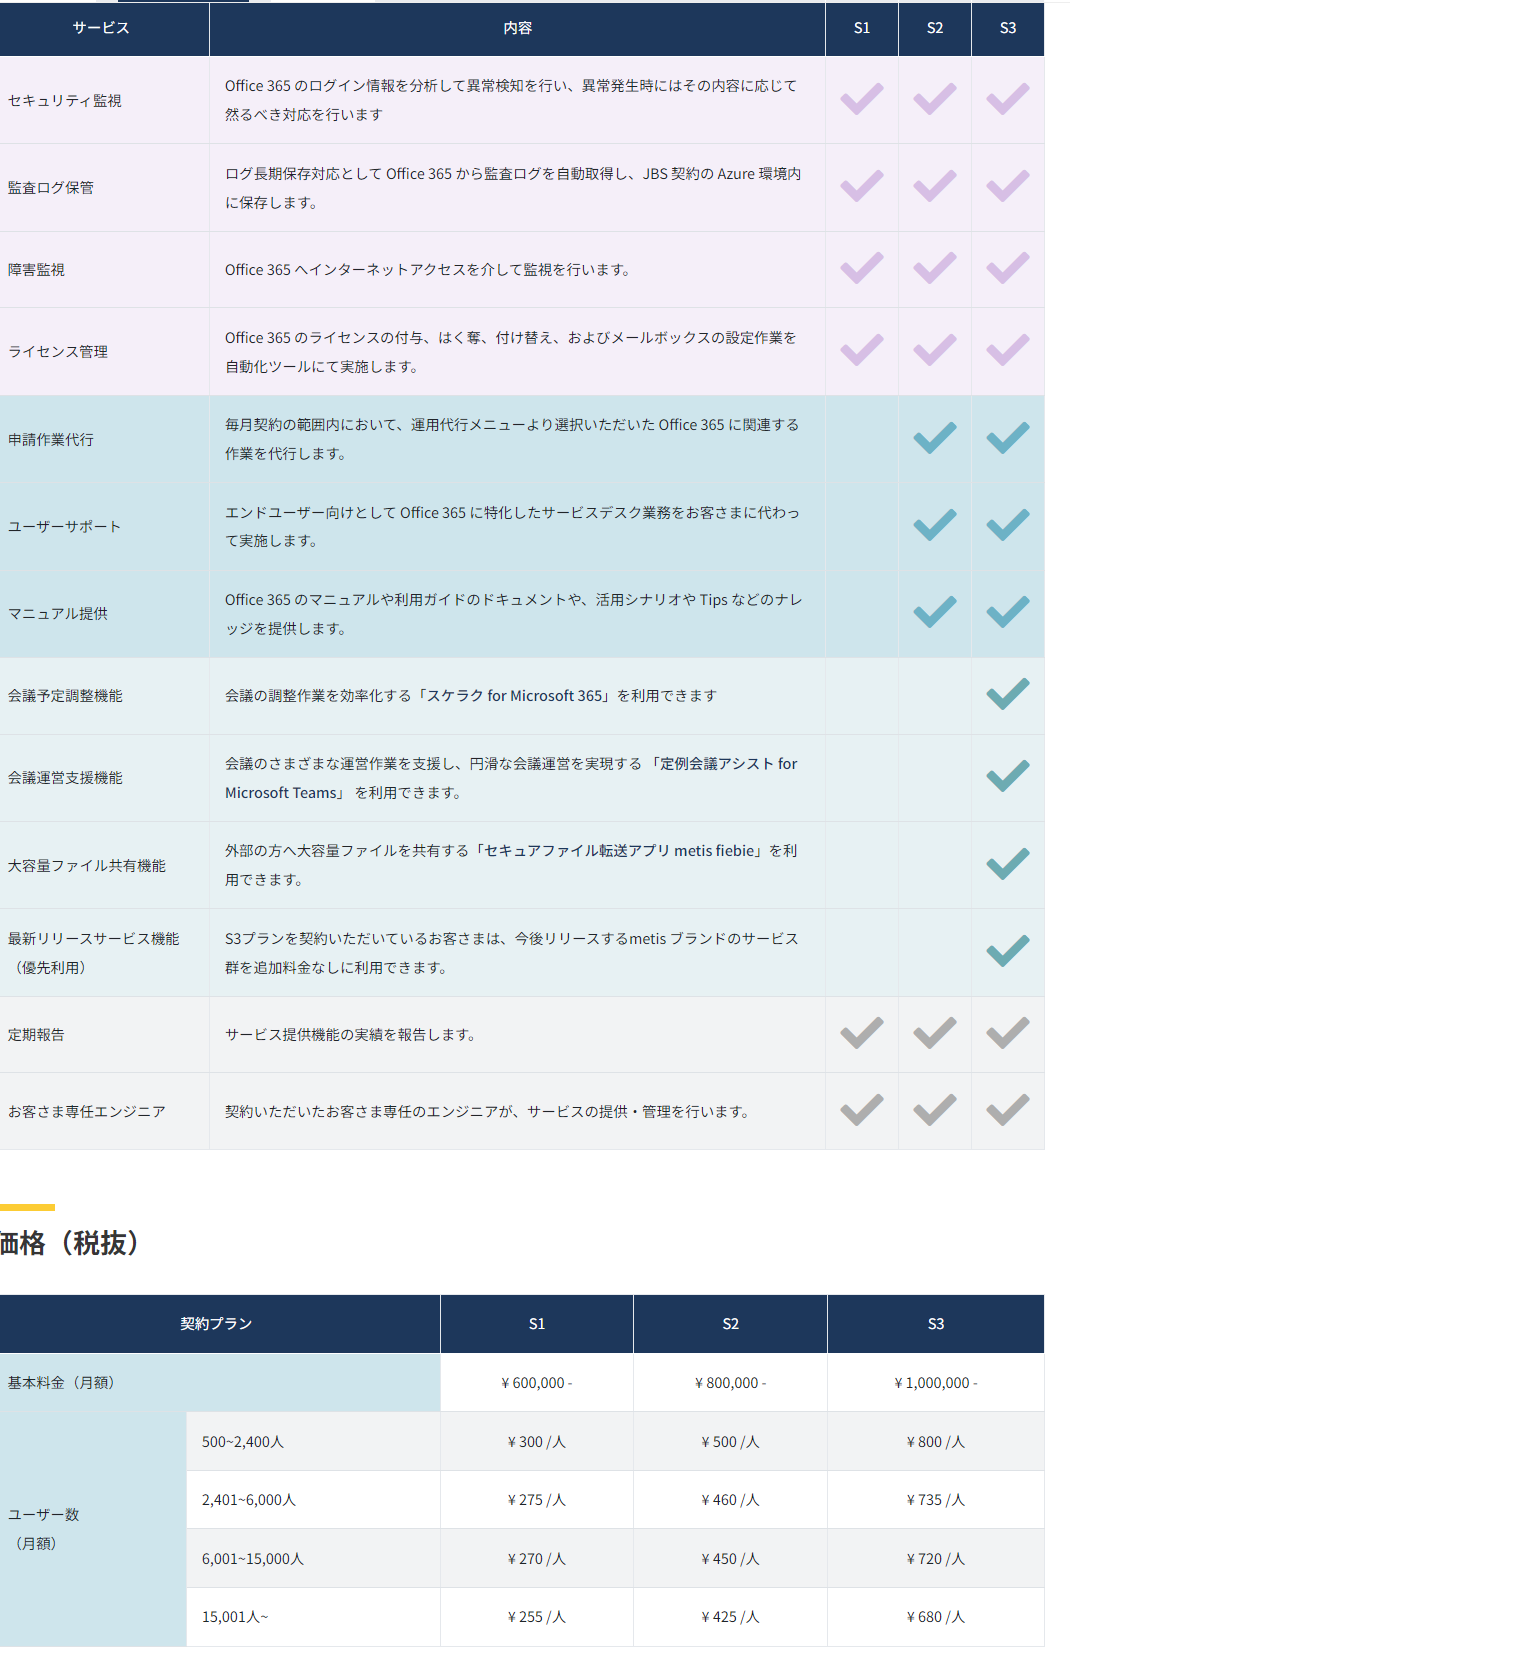 サービス 内容 S1 S2 S3
セキュリティ監視
Office 365 のログイン情報を分析して異常検知を行い、異常発生時にはその内容に応じて
然るべき対応を行います
監査ログ保管
ログ長期保存対応として Office 365 から監査ログを自動取得し、JBS 契約の Azure 環境内
に保存します。
障害監視
Office 365 へインターネットアクセスを介して監視を行います。
ライセンス管理
Office 365 のライセンスの付与、はく奪、付け替え、およびメールボックスの設定作業を
自動化ツールにて実施します。
申請作業代行
毎月契約の範囲内において、運用代行メニューより選択いただいた Office 365 に関連する
作業を代行します。
ユーザーサポート
エンドユーザー向けとして Office 365 に特化したサービスデスク業務をお客さまに代わっ
て実施します。
マニュアル提供
Office 365 のマニュアルや利用ガイドのドキュメントや、活用シナリオや Tips などのナレ
ッジを提供します。
会議予定調整機能
会議の調整作業を効率化する「スケラク for Microsoft 365」を利用できます
会議運営支援機能
会議のさまざまな運営作業を支援し、円滑な会議運営を実現する 「定例会議アシスト for
Microsoft Teams」 を利用できます。
大容量ファイル共有機能
外部の方へ大容量ファイルを共有する「セキュアファイル転送アプリ metis fiebie」を利
用できます。
最新リリースサービス機能
（優先利用）
S3プランを契約いただいているお客さまは、今後リリースするmetis ブランドのサービス
群を追加料金なしに利用できます。
定期報告
サービス提供機能の実績を報告します。
お客さま専任エンジニア
契約いただいたお客さま専任のエンジニアが、サービスの提供・管理を行います。
価格（税抜）
契約プラン S1 S2 S3
基本料金（月額） ¥ 600,000 - ¥ 800,000 - ¥ 1,000,000 -
ユーザー数
（月額）
500~2,400人 ¥ 300 /人 ¥ 500 /人 ¥ 800 /人
2,401~6,000人 ¥ 275 /人 ¥ 460 /人 ¥ 735 /人
6,001~15,000人 ¥ 270 /人 ¥ 450 /人 ¥ 720 /人
15,001人~ ¥ 255 /人 ¥ 425 /人 ¥ 680 /人